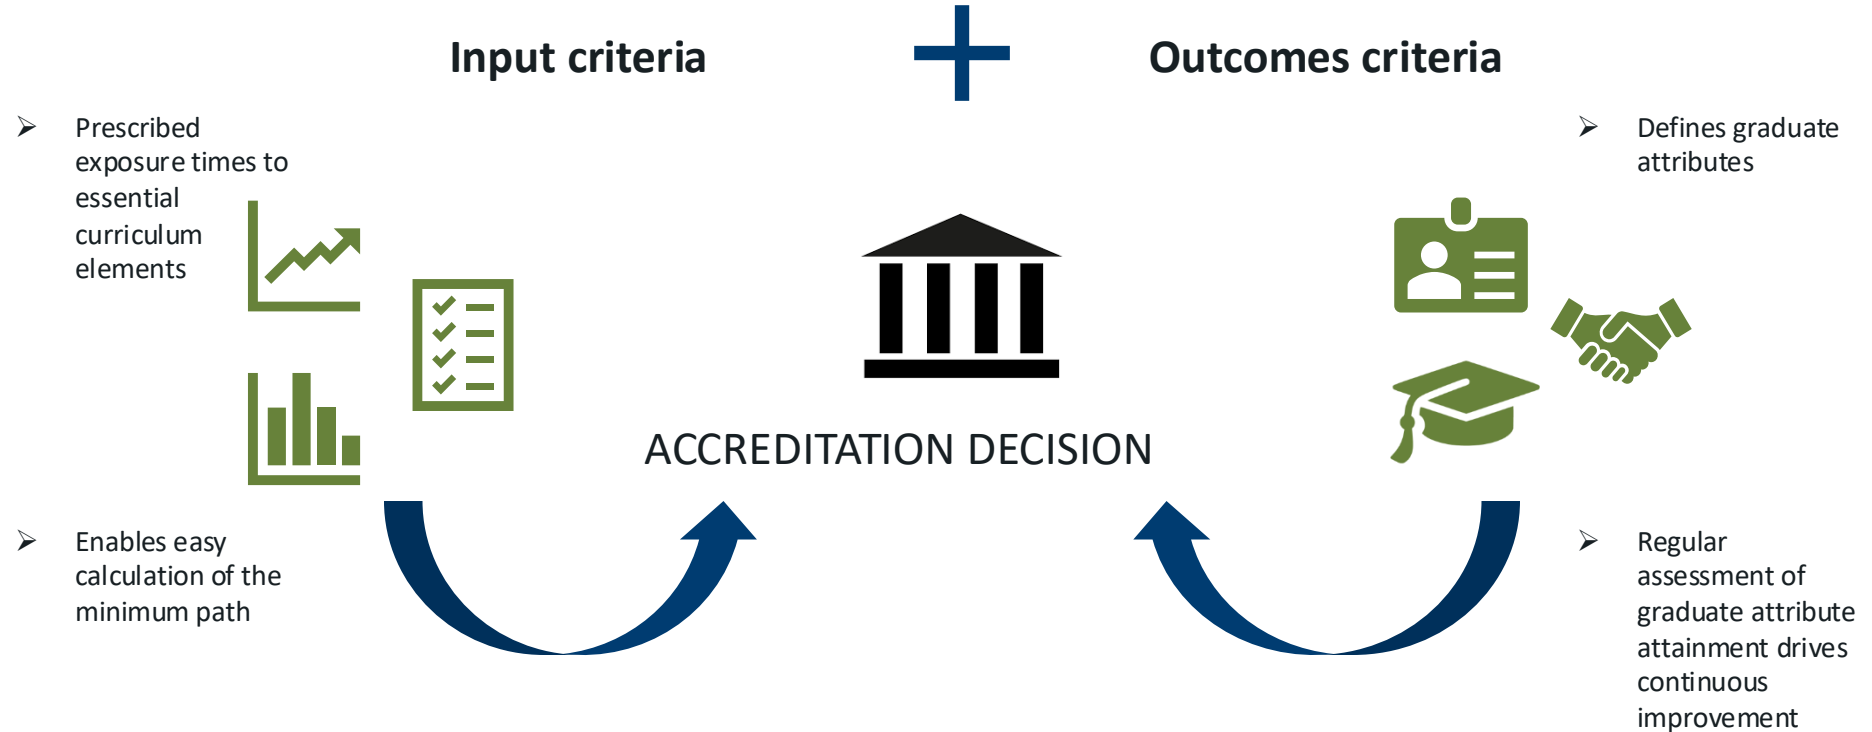 Input criteria
Outcomes criteria
➢ Prescribed
exposure times to
essential
curriculum
elements
➢ Defines graduate
attributes
ACCREDITATION DECISION
➢ Enables easy
calculation of the
minimum path
➢ Regular
assessment of
graduate attribute
attainment drives
continuous
improvement